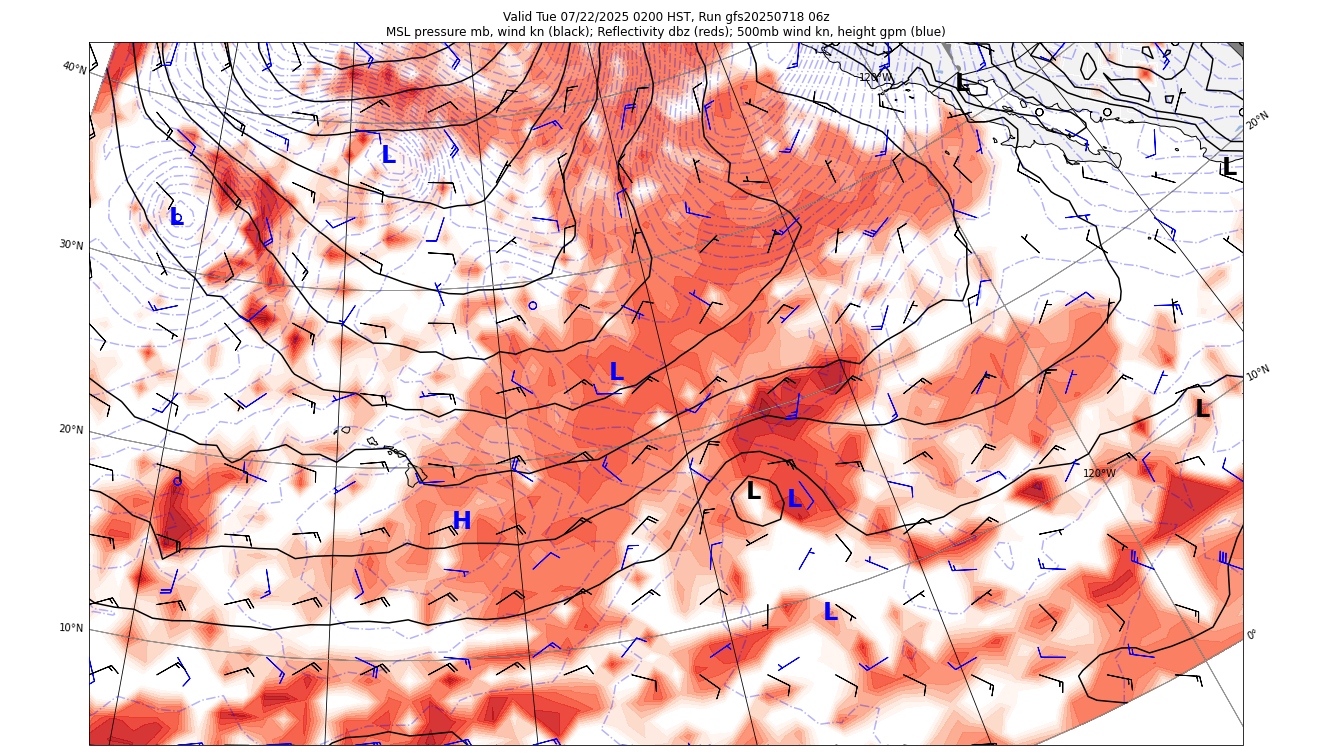 Valid Tue 07/22/2025 0200 HST, Run gfs20250718 06z
MSL pressure mb, wind kn (black); Reflectivity dbz (reds); 500mb wind kn, height gpm (blue)
40°N
120°W
L
20°N
L
L
L
30°N
L
10°N
L
20°N
120°W
L
L
H
L
10°N
0°